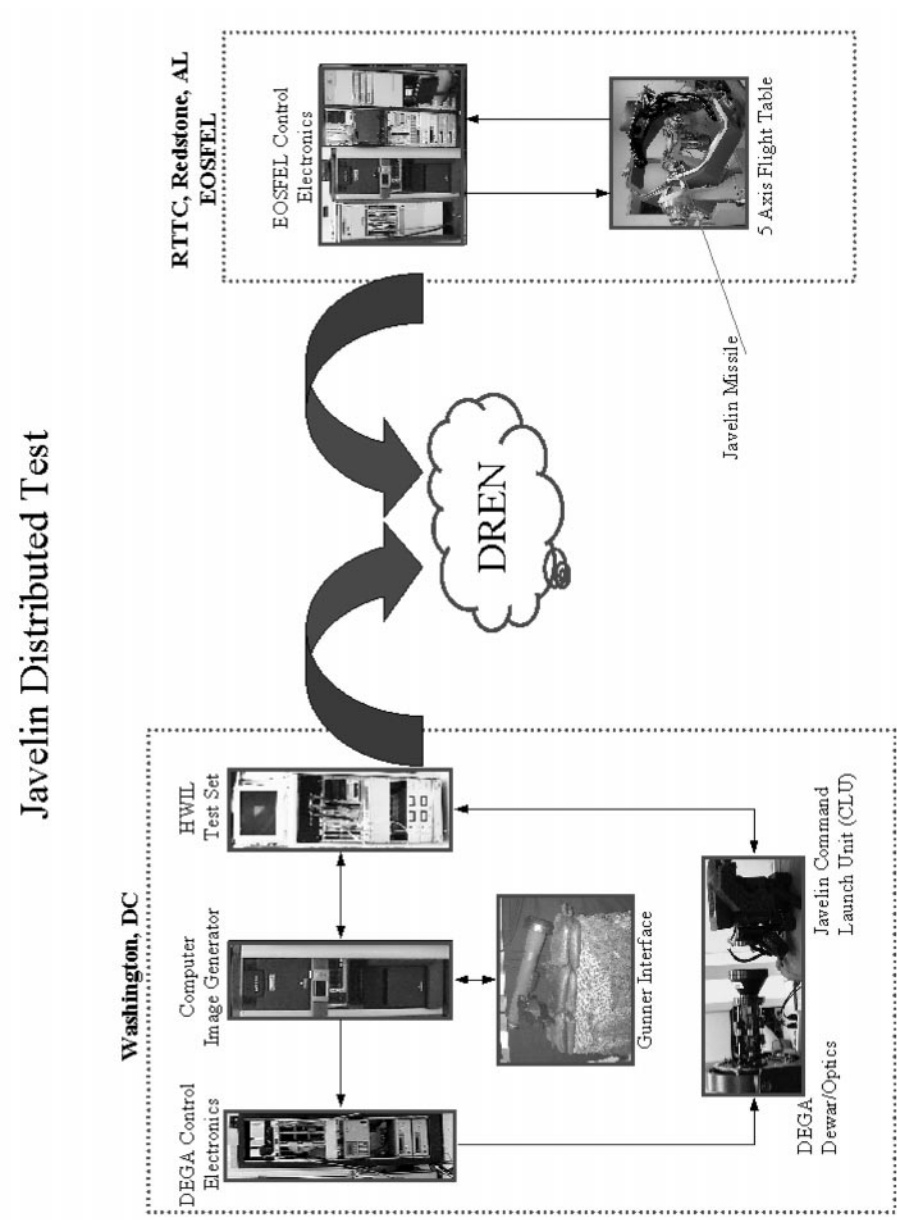 Javelin Distributed Test
Washington, DC
DEGA Control
Electronics
Computer
Image Generator
HWIL
Test Set
Gunner Interface
DEGA
Dewar/Optics
Javelin Command
Launch Unit (CLU)
DREN
RTTC, Redstone, AL
EOSFEL
EOSFEL Control
Electronics
5 Axis Flight Table
Javelin Missile